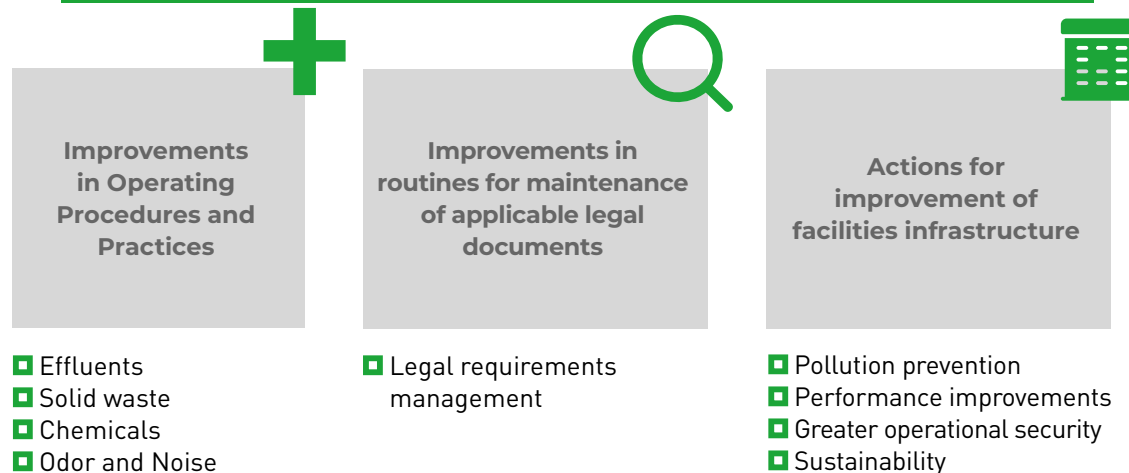 Improvements
in Operating
Procedures and
Practices
Improvements in
routines for maintenance
of applicable legal
documents
Actions for
improvement of
facilities infrastructure
Effluents
Solid waste
Chemicals
Odor and Noise
Legal requirements
management
Pollution prevention
Performance improvements
Greater operational security
Sustainability